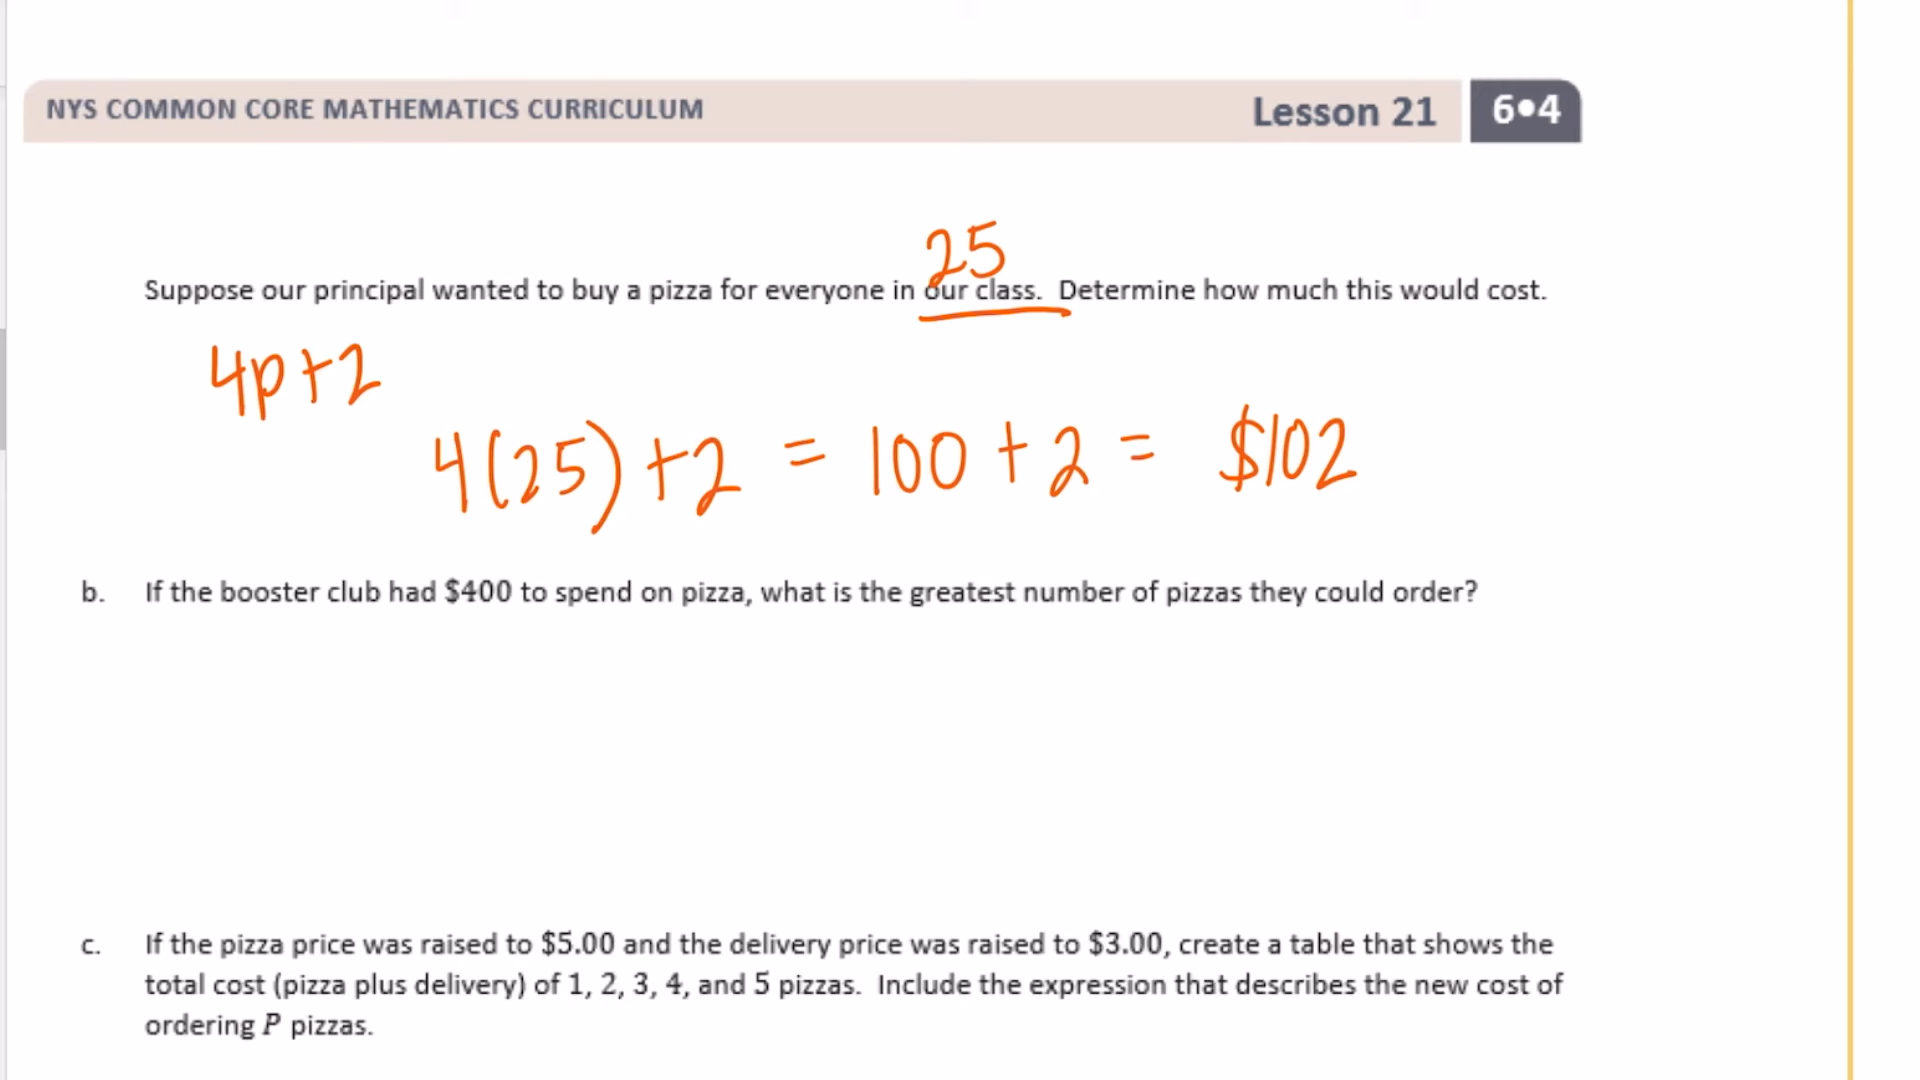 NYS COMMON CORE MATHEMATICS CURRICULUM Lesson 21 6•4
25
Suppose our principal wanted to buy a pizza for everyone in our class. Determine how much this would cost.
4p+2
4(25)+2 = 100+2 = $102
b. If the booster club had $400 to spend on pizza, what is the greatest number of pizzas they could order?
c. If the pizza price was raised to $5.00 and the delivery price was raised to $3.00, create a table that shows the
total cost (pizza plus delivery) of 1, 2, 3, 4, and 5 pizzas. Include the expression that describes the new cost of
ordering P pizzas.